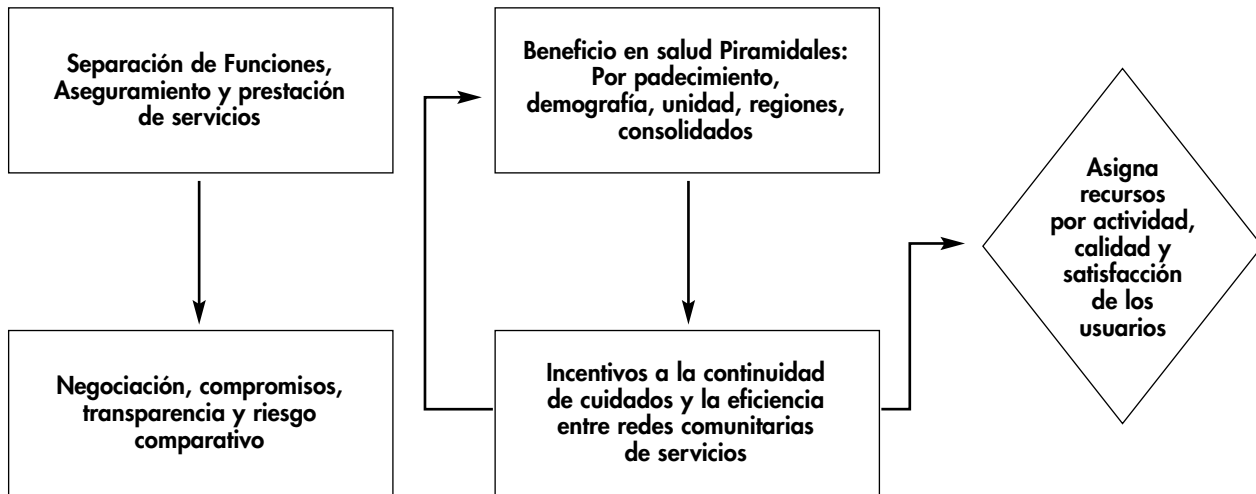 Separación de Funciones,
Aseguramiento y prestación
de servicios
Negociación, compromisos,
transparencia y riesgo
comparativo
Beneficio en salud Piramidales:
Por padecimiento,
demografía, unidad, regiones,
consolidados
Incentivos a la continuidad
de cuidados y la eficiencia
entre redes comunitarias
de servicios
Asigna
recursos
por actividad,
calidad y
satisfacción
de los
usuarios